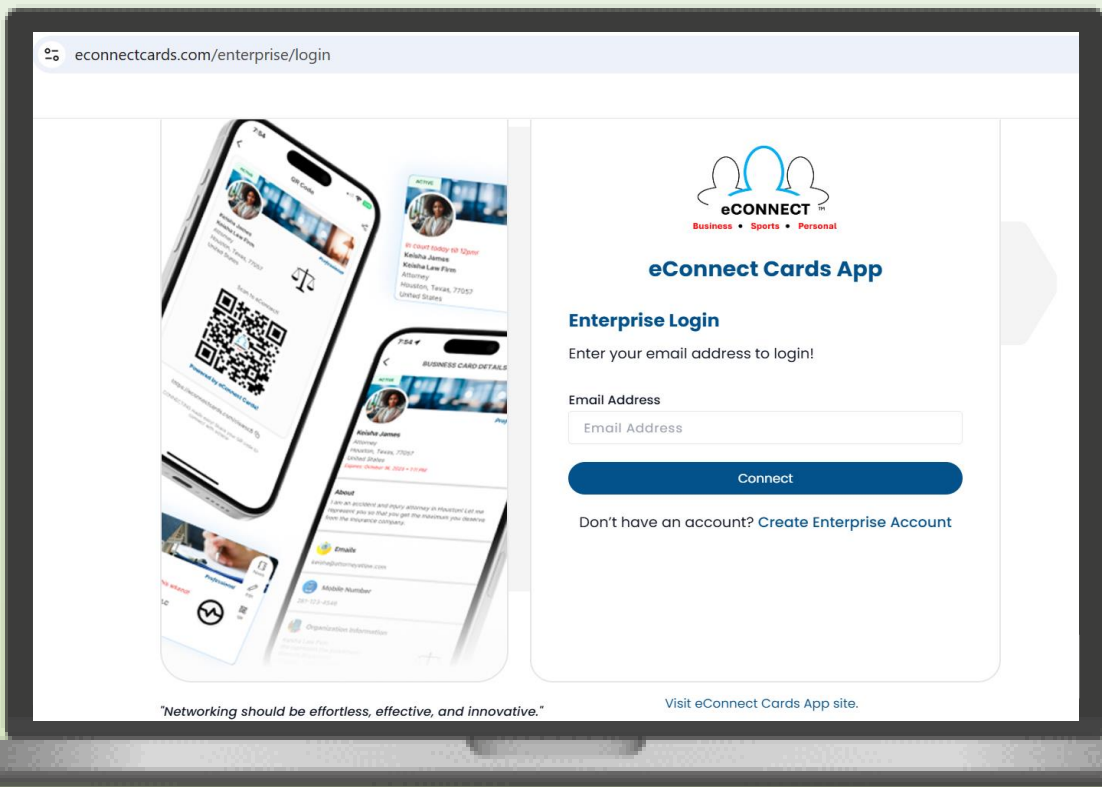 econnectcards.com/enterprise/login
7:54
QR Code
ACTIVE
Keisha James
Keisha Law Firm
Attorney
Houston, Texas, 77057
United States
Professional
Scan to eConnect
Powered by eConnect Cards!
ACTIVE
In court today till 12pm!
Keisha James
Keisha Law Firm
Attorney
Houston, Texas, 77057
United States
7:54
BUSINESS CARD DETAILS
ACTIVE
Keisha James
Attorney
Houston, Texas, 77057
United States
About
I am an accident and injury attorney in Houston! Let me
represent you so that you get the maximum you deserve
from the insurance company.
Emails
Mobile Number
Organization Information
Professional
eCONNECT ™
Business • Sports • Personal
eConnect Cards App
Enterprise Login
Enter your email address to login!
Email Address
Email Address
Connect
Don’t have an account? Create Enterprise Account
"Networking should be effortless, effective, and innovative."
Visit eConnect Cards App site.